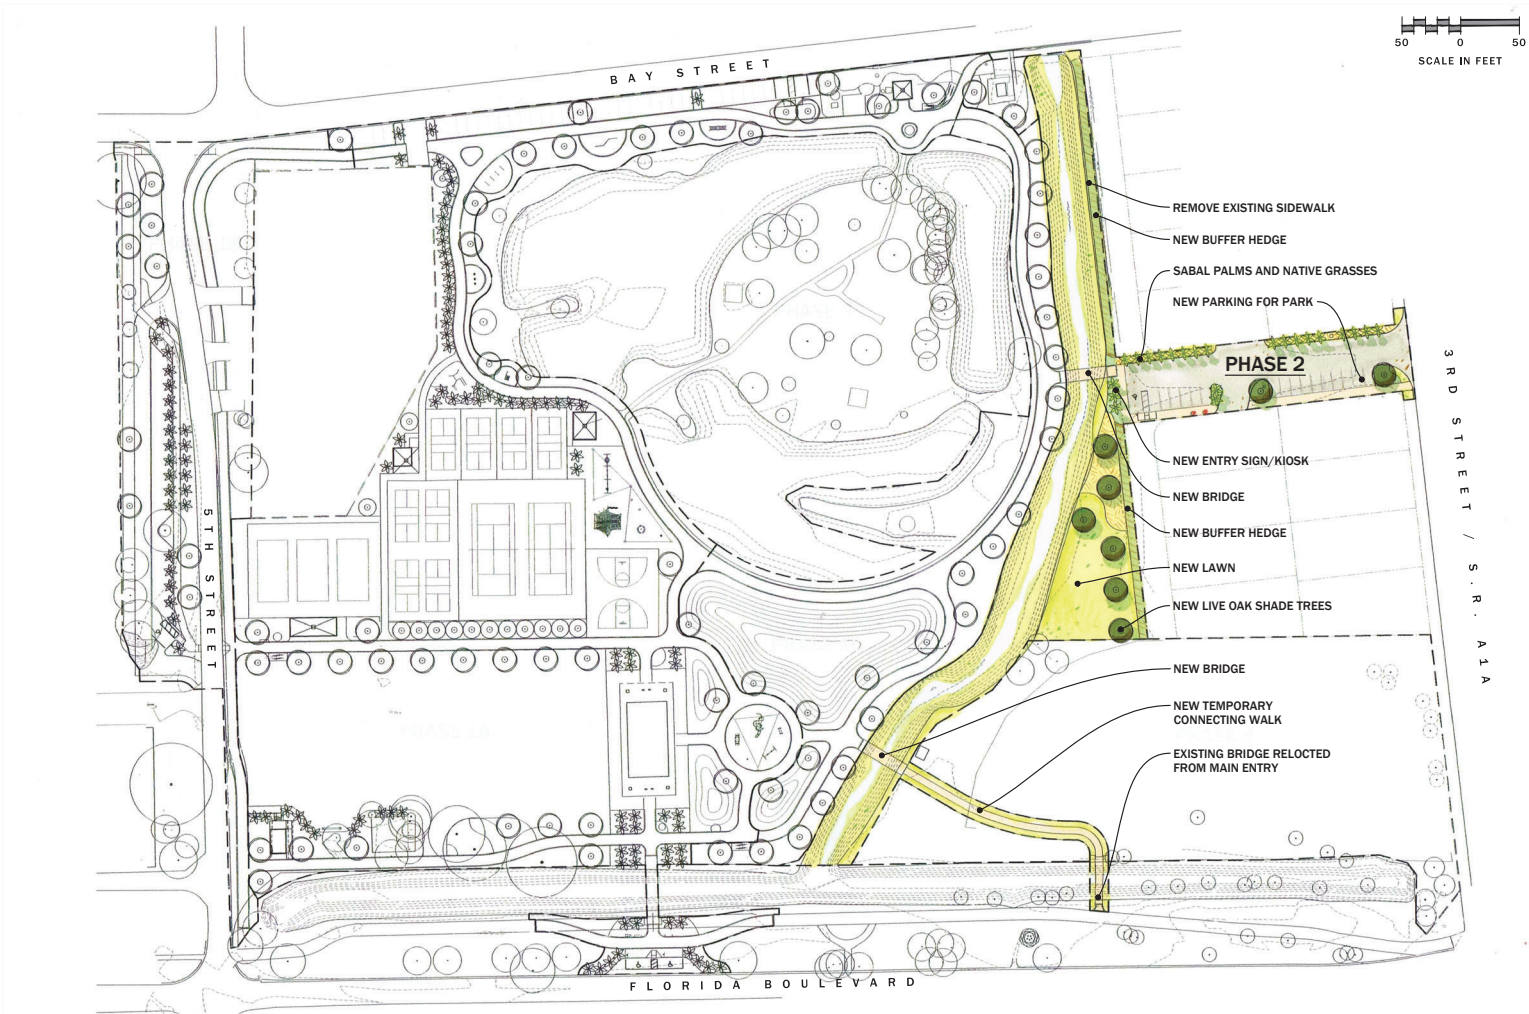 BAY STREET
50 0 50
SCALE IN FEET
REMOVE EXISTING SIDEWALK
NEW BUFFER HEDGE
SABAL PALMS AND NATIVE GRASSES
NEW PARKING FOR PARK
PHASE 2
3RD STREET / S.R. A1A
NEW ENTRY SIGN/KIOSK
NEW BRIDGE
5TH STREET
NEW BUFFER HEDGE
NEW LAWN
NEW LIVE OAK SHADE TREES
NEW BRIDGE
NEW TEMPORARY
CONNECTING WALK
EXISTING BRIDGE RELOCTED
FROM MAIN ENTRY
FLORIDA BOULEVARD